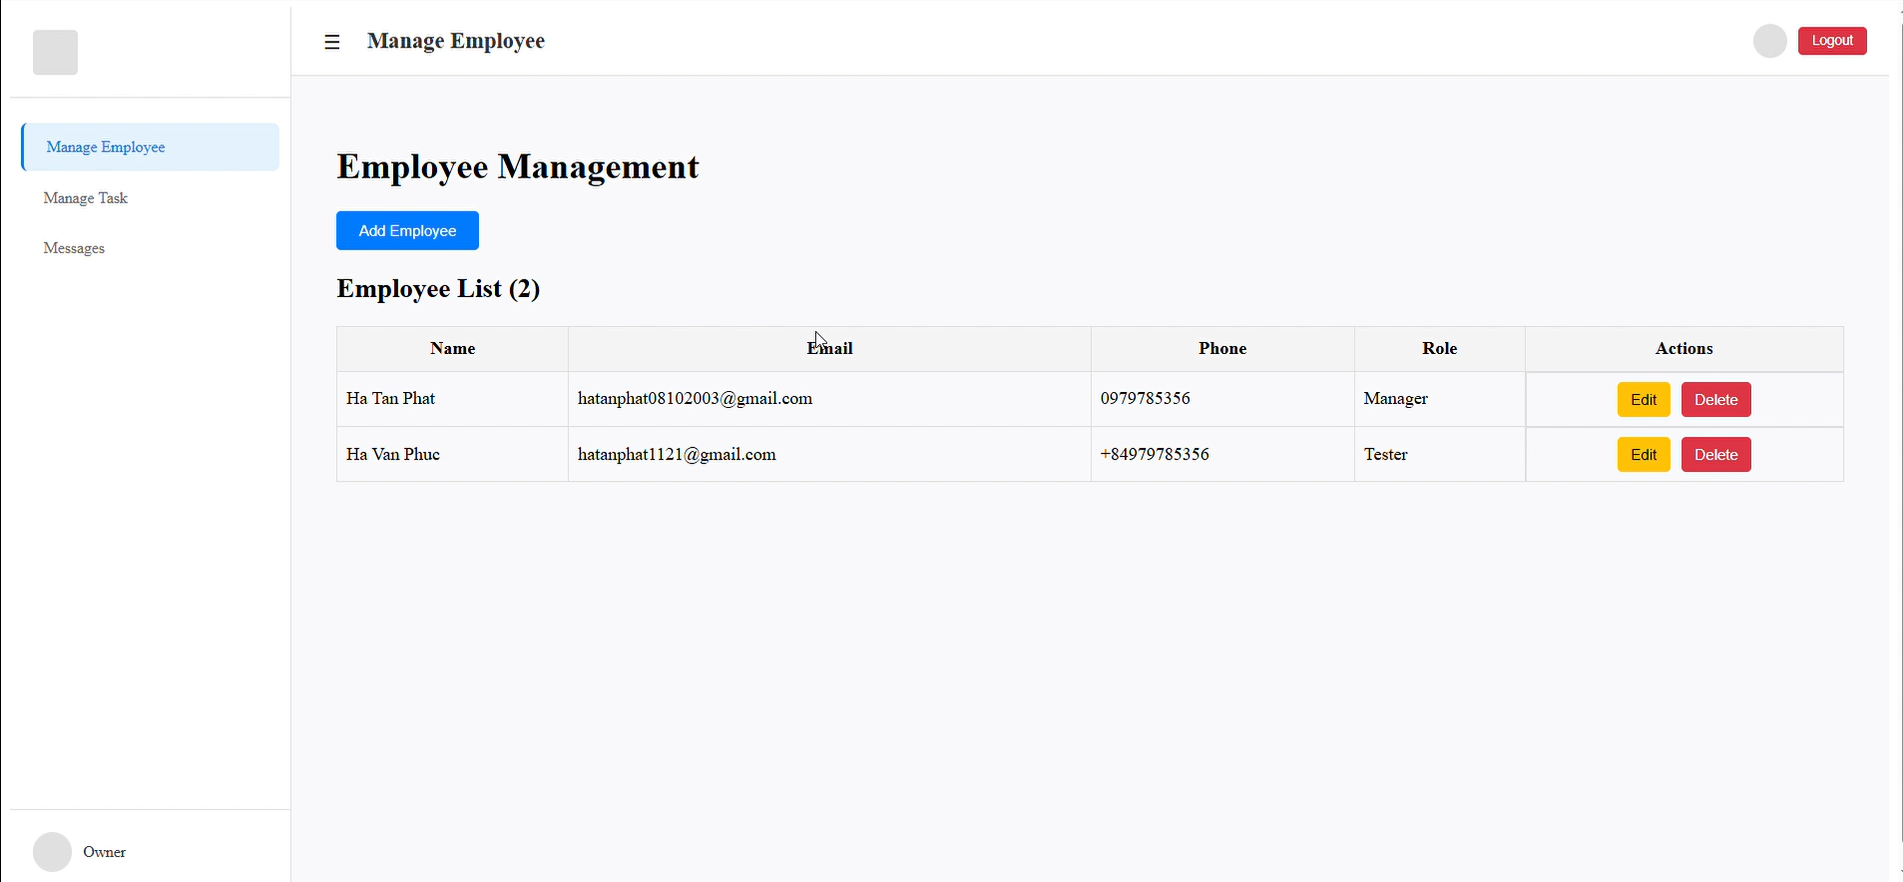 ☰ Manage Employee
Logout
Manage Employee
Manage Task
Messages
Employee Management
Add Employee
Employee List (2)
Name Email Phone Role Actions
Ha Tan Phat hatanphat08102003@gmail.com 0979785356 Manager Edit Delete
Ha Van Phuc hatanphat1121@gmail.com +84979785356 Tester Edit Delete
Owner